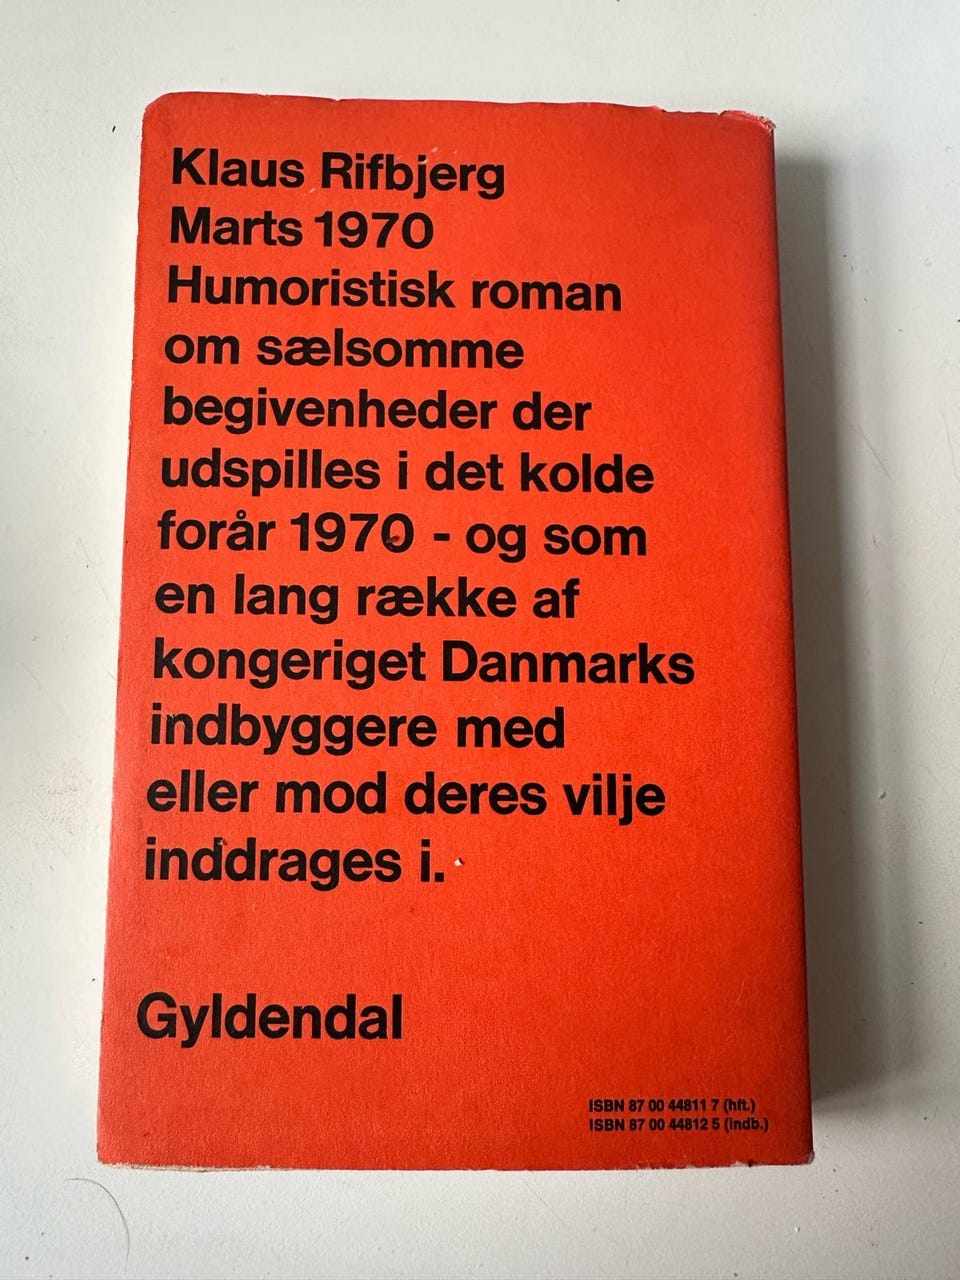 Klaus Rifbjerg
Marts 1970
Humoristisk roman
om sælsomme
begivenheder der
udspilles i det kolde
forår 1970 - og som
en lang række af
kongeriget Danmarks
indbyggere med
eller mod deres vilje
inddrages i.
Gyldendal
ISBN 87 00 44811 7 (hft.)
ISBN 87 00 44812 5 (indb.)